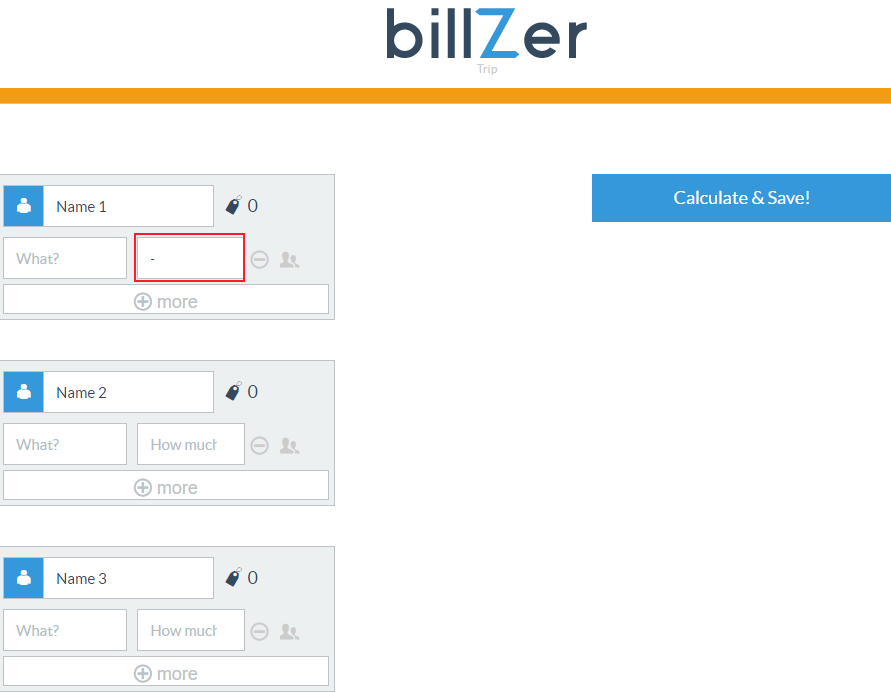 billZer
Trip
Calculate & Save!
Name 1 0
What? -
more
Name 2 0
What? How much
more
Name 3 0
What? How much
more